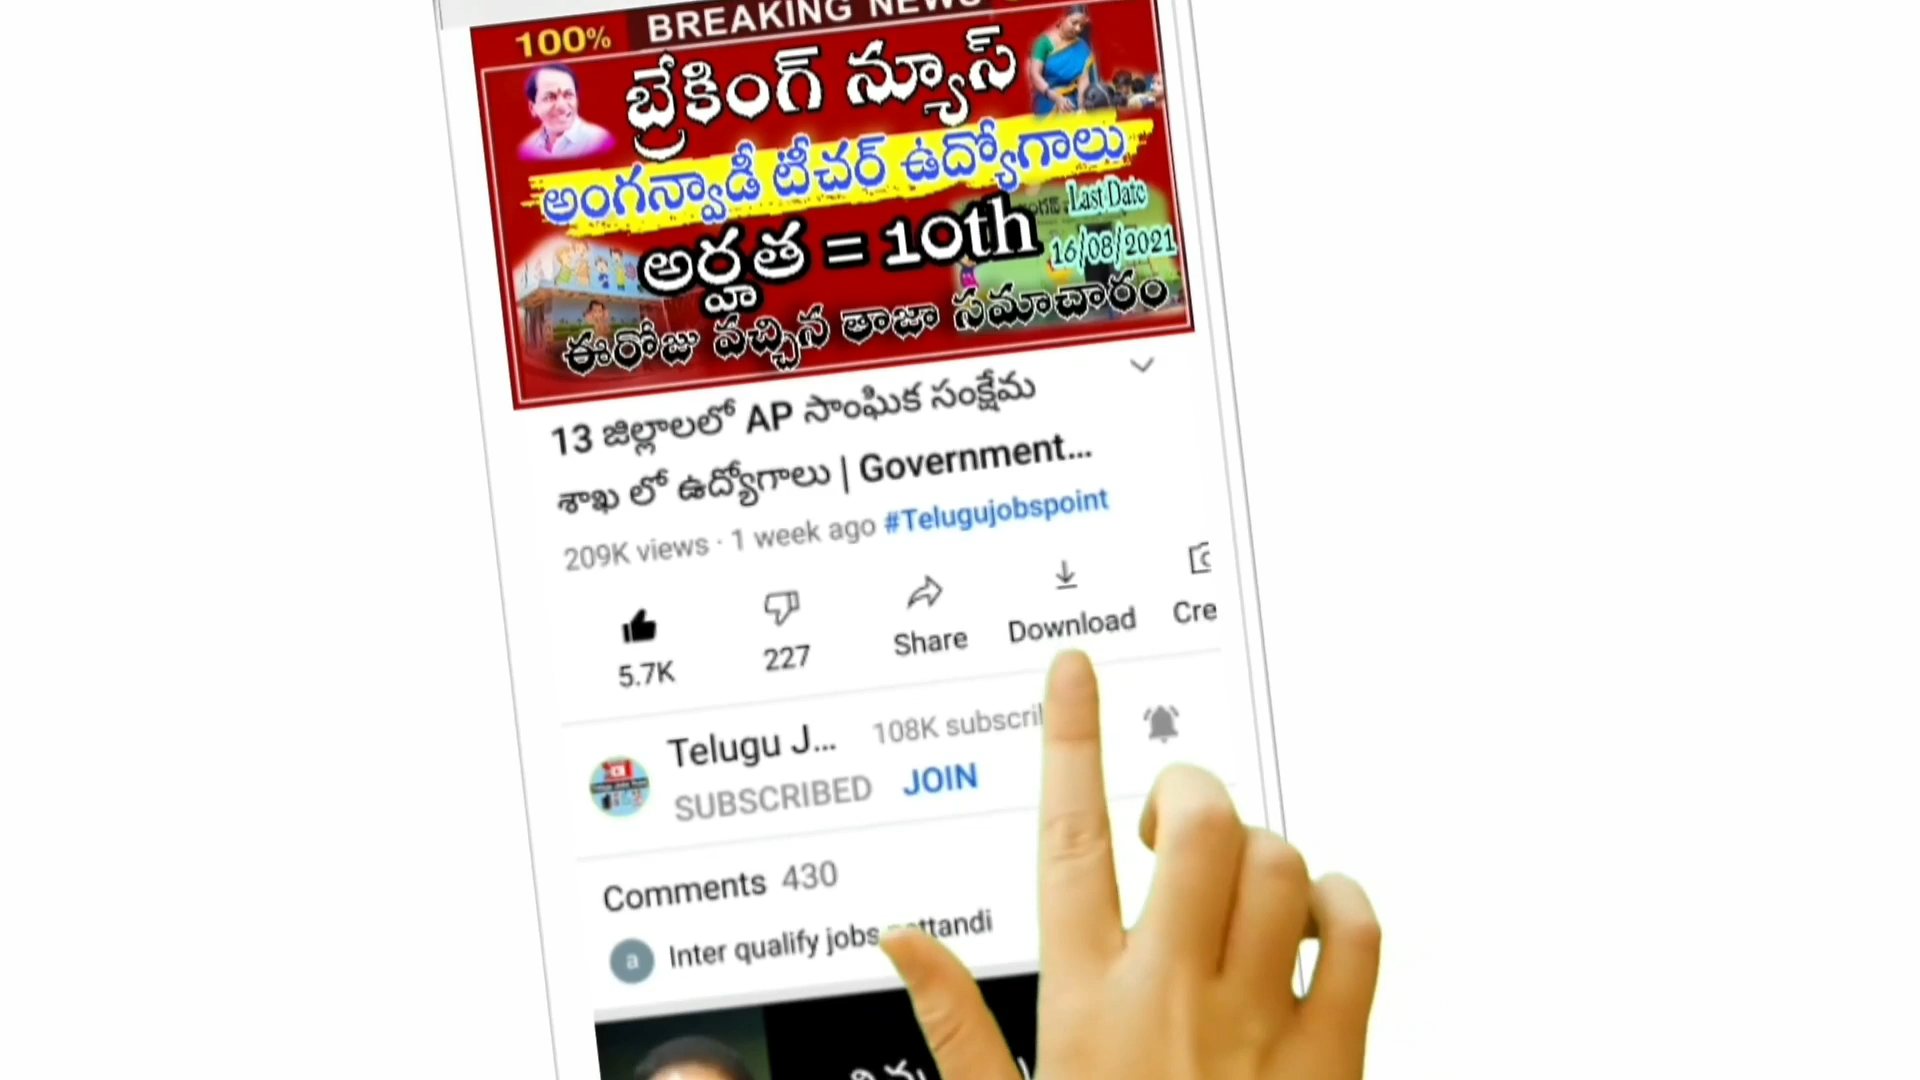 100% BREAKING NEWS
బ్రేకింగ్ న్యూస్
అంగన్వాడీ టీచర్ ఉద్యోగాలు
Last Date
అర్హత = 10th 16/08/2021
ఈరోజు వచ్చిన తాజా సమాచారం
13 జిల్లాలలో AP సాంఘిక సంక్షేమ
శాఖ లో ఉద్యోగాలు | Government...
209K views · 1 week ago #Telugujobspoint
5.7K 227 Share Download Cre
Telugu J... 108K subscri
SUBSCRIBED JOIN
Comments 430
a Inter qualify jobs